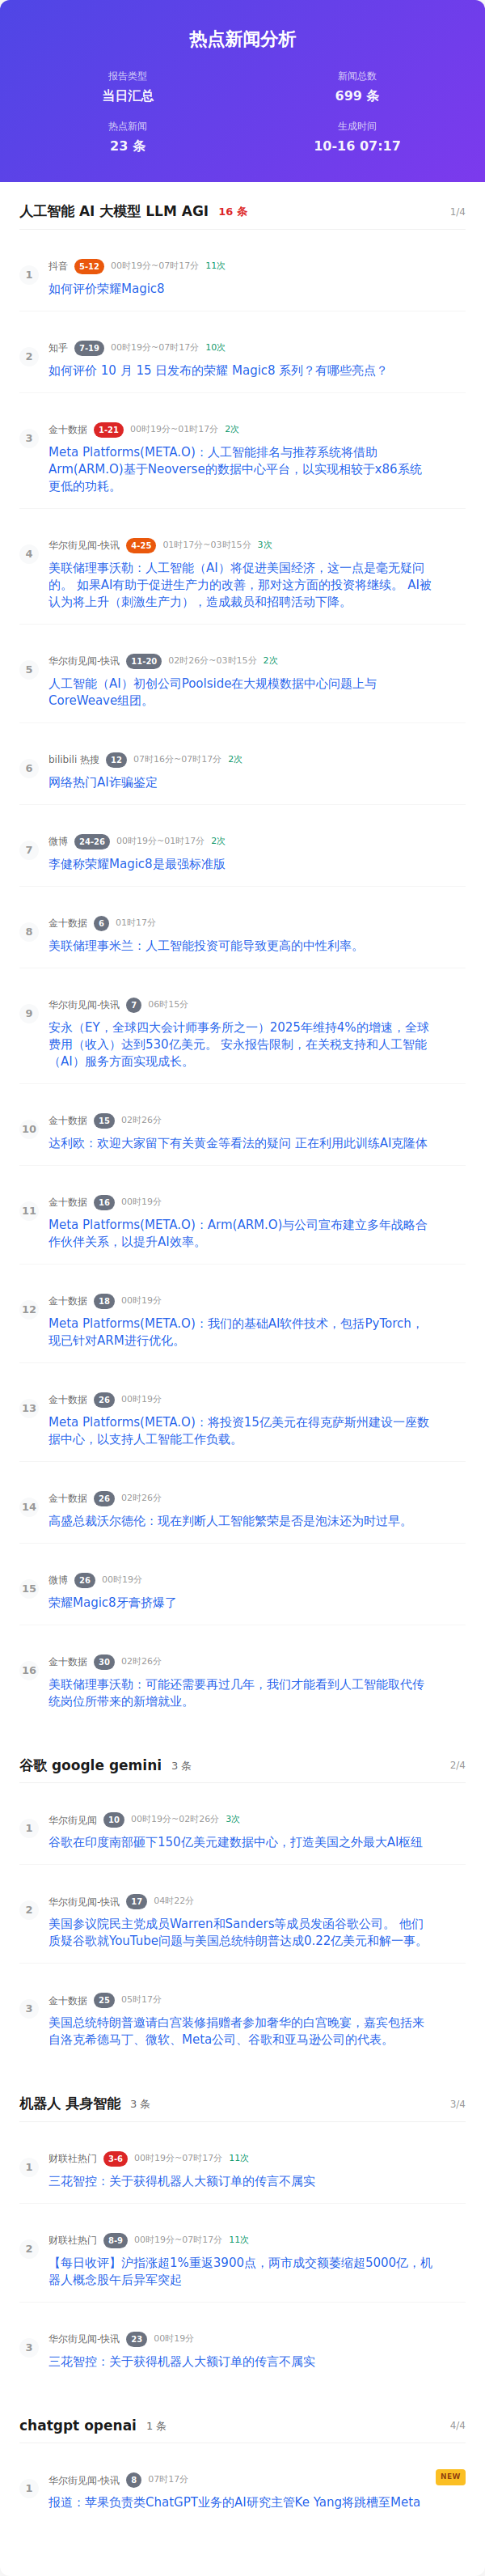 热点新闻分析
报告类型
当日汇总
新闻总数
699 条
热点新闻
23 条
生成时间
10-16 07:17
人工智能 AI 大模型 LLM AGI 16 条 1/4
1
抖音 5-12 00时19分~07时17分 11次
如何评价荣耀Magic8
2
知乎 7-19 00时19分~07时17分 10次
如何评价 10 月 15 日发布的荣耀 Magic8 系列？有哪些亮点？
3
金十数据 1-21 00时19分~01时17分 2次
Meta Platforms(META.O)：人工智能排名与推荐系统将借助
Arm(ARM.O)基于Neoverse的数据中心平台，以实现相较于x86系统
更低的功耗。
4
华尔街见闻-快讯 4-25 01时17分~03时15分 3次
美联储理事沃勒：人工智能（AI）将促进美国经济，这一点是毫无疑问
的。 如果AI有助于促进生产力的改善，那对这方面的投资将继续。 AI被
认为将上升（刺激生产力），造成裁员和招聘活动下降。
5
华尔街见闻-快讯 11-20 02时26分~03时15分 2次
人工智能（AI）初创公司Poolside在大规模数据中心问题上与
CoreWeave组团。
6
bilibili 热搜 12 07时16分~07时17分 2次
网络热门AI诈骗鉴定
7
微博 24-26 00时19分~01时17分 2次
李健称荣耀Magic8是最强标准版
8
金十数据 6 01时17分
美联储理事米兰：人工智能投资可能导致更高的中性利率。
9
华尔街见闻-快讯 7 06时15分
安永（EY，全球四大会计师事务所之一）2025年维持4%的增速，全球
费用（收入）达到530亿美元。 安永报告限制，在关税支持和人工智能
（AI）服务方面实现成长。
10
金十数据 15 02时26分
达利欧：欢迎大家留下有关黄金等看法的疑问 正在利用此训练AI克隆体
11
金十数据 16 00时19分
Meta Platforms(META.O)：Arm(ARM.O)与公司宣布建立多年战略合
作伙伴关系，以提升AI效率。
12
金十数据 18 00时19分
Meta Platforms(META.O)：我们的基础AI软件技术，包括PyTorch，
现已针对ARM进行优化。
13
金十数据 26 00时19分
Meta Platforms(META.O)：将投资15亿美元在得克萨斯州建设一座数
据中心，以支持人工智能工作负载。
14
金十数据 26 02时26分
高盛总裁沃尔德伦：现在判断人工智能繁荣是否是泡沫还为时过早。
15
微博 26 00时19分
荣耀Magic8牙膏挤爆了
16
金十数据 30 02时26分
美联储理事沃勒：可能还需要再过几年，我们才能看到人工智能取代传
统岗位所带来的新增就业。
谷歌 google gemini 3 条 2/4
1
华尔街见闻 10 00时19分~02时26分 3次
谷歌在印度南部砸下150亿美元建数据中心，打造美国之外最大AI枢纽
2
华尔街见闻-快讯 17 04时22分
美国参议院民主党成员Warren和Sanders等成员发函谷歌公司。 他们
质疑谷歌就YouTube问题与美国总统特朗普达成0.22亿美元和解一事。
3
金十数据 25 05时17分
美国总统特朗普邀请白宫装修捐赠者参加奢华的白宫晚宴，嘉宾包括来
自洛克希德马丁、微软、Meta公司、谷歌和亚马逊公司的代表。
机器人 具身智能 3 条 3/4
1
财联社热门 3-6 00时19分~07时17分 11次
三花智控：关于获得机器人大额订单的传言不属实
2
财联社热门 8-9 00时19分~07时17分 11次
【每日收评】沪指涨超1%重返3900点，两市成交额萎缩超5000亿，机
器人概念股午后异军突起
3
华尔街见闻-快讯 23 00时19分
三花智控：关于获得机器人大额订单的传言不属实
chatgpt openai 1 条 4/4
1
华尔街见闻-快讯 8 07时17分 NEW
报道：苹果负责类ChatGPT业务的AI研究主管Ke Yang将跳槽至Meta